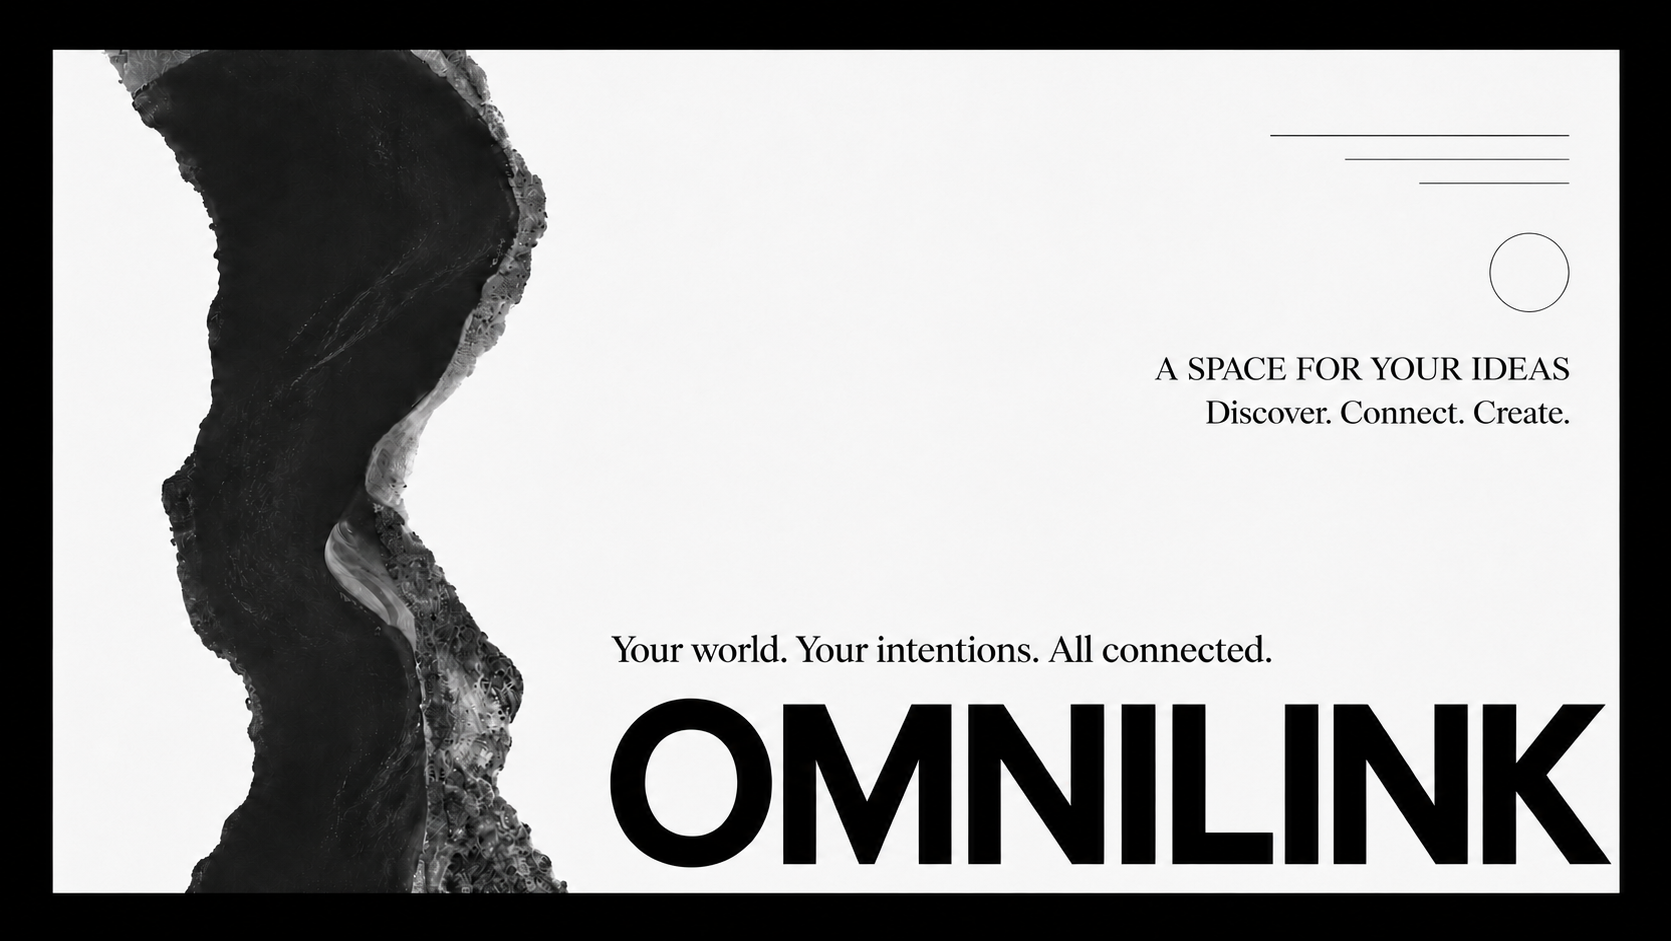 A SPACE FOR YOUR IDEAS
Discover. Connect. Create.
Your world. Your intentions. All connected.
OMNILINK